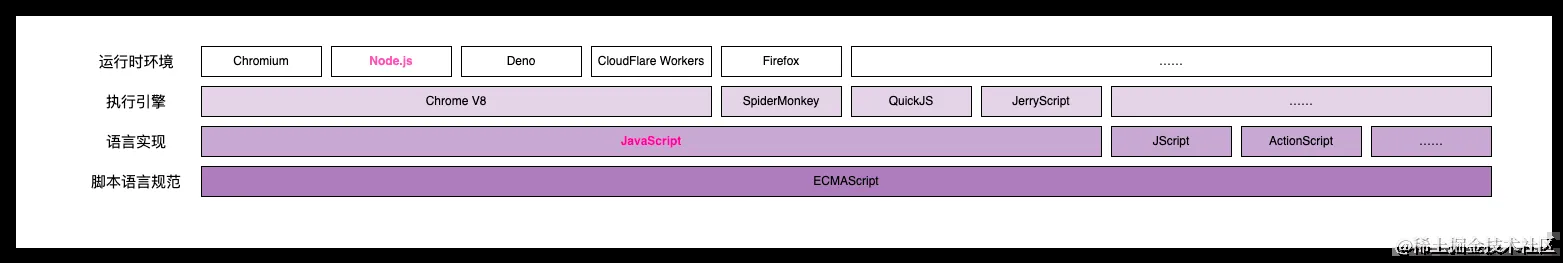 运行时环境 Chromium Node.js Deno CloudFlare Workers Firefox ……
执行引擎 Chrome V8 SpiderMonkey QuickJS JerryScript ……
语言实现 JavaScript JScript ActionScript ……
脚本语言规范 ECMAScript
@稀土掘金技术社区